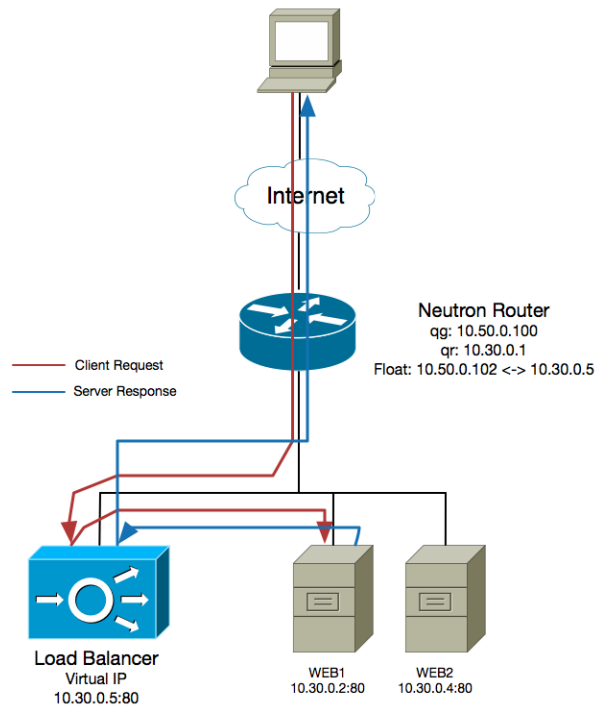 Internet
Neutron Router
qg: 10.50.0.100
qr: 10.30.0.1
Float: 10.50.0.102 <-> 10.30.0.5
Client Request
Server Response
Load Balancer
Virtual IP
10.30.0.5:80
WEB1
10.30.0.2:80
WEB2
10.30.0.4:80